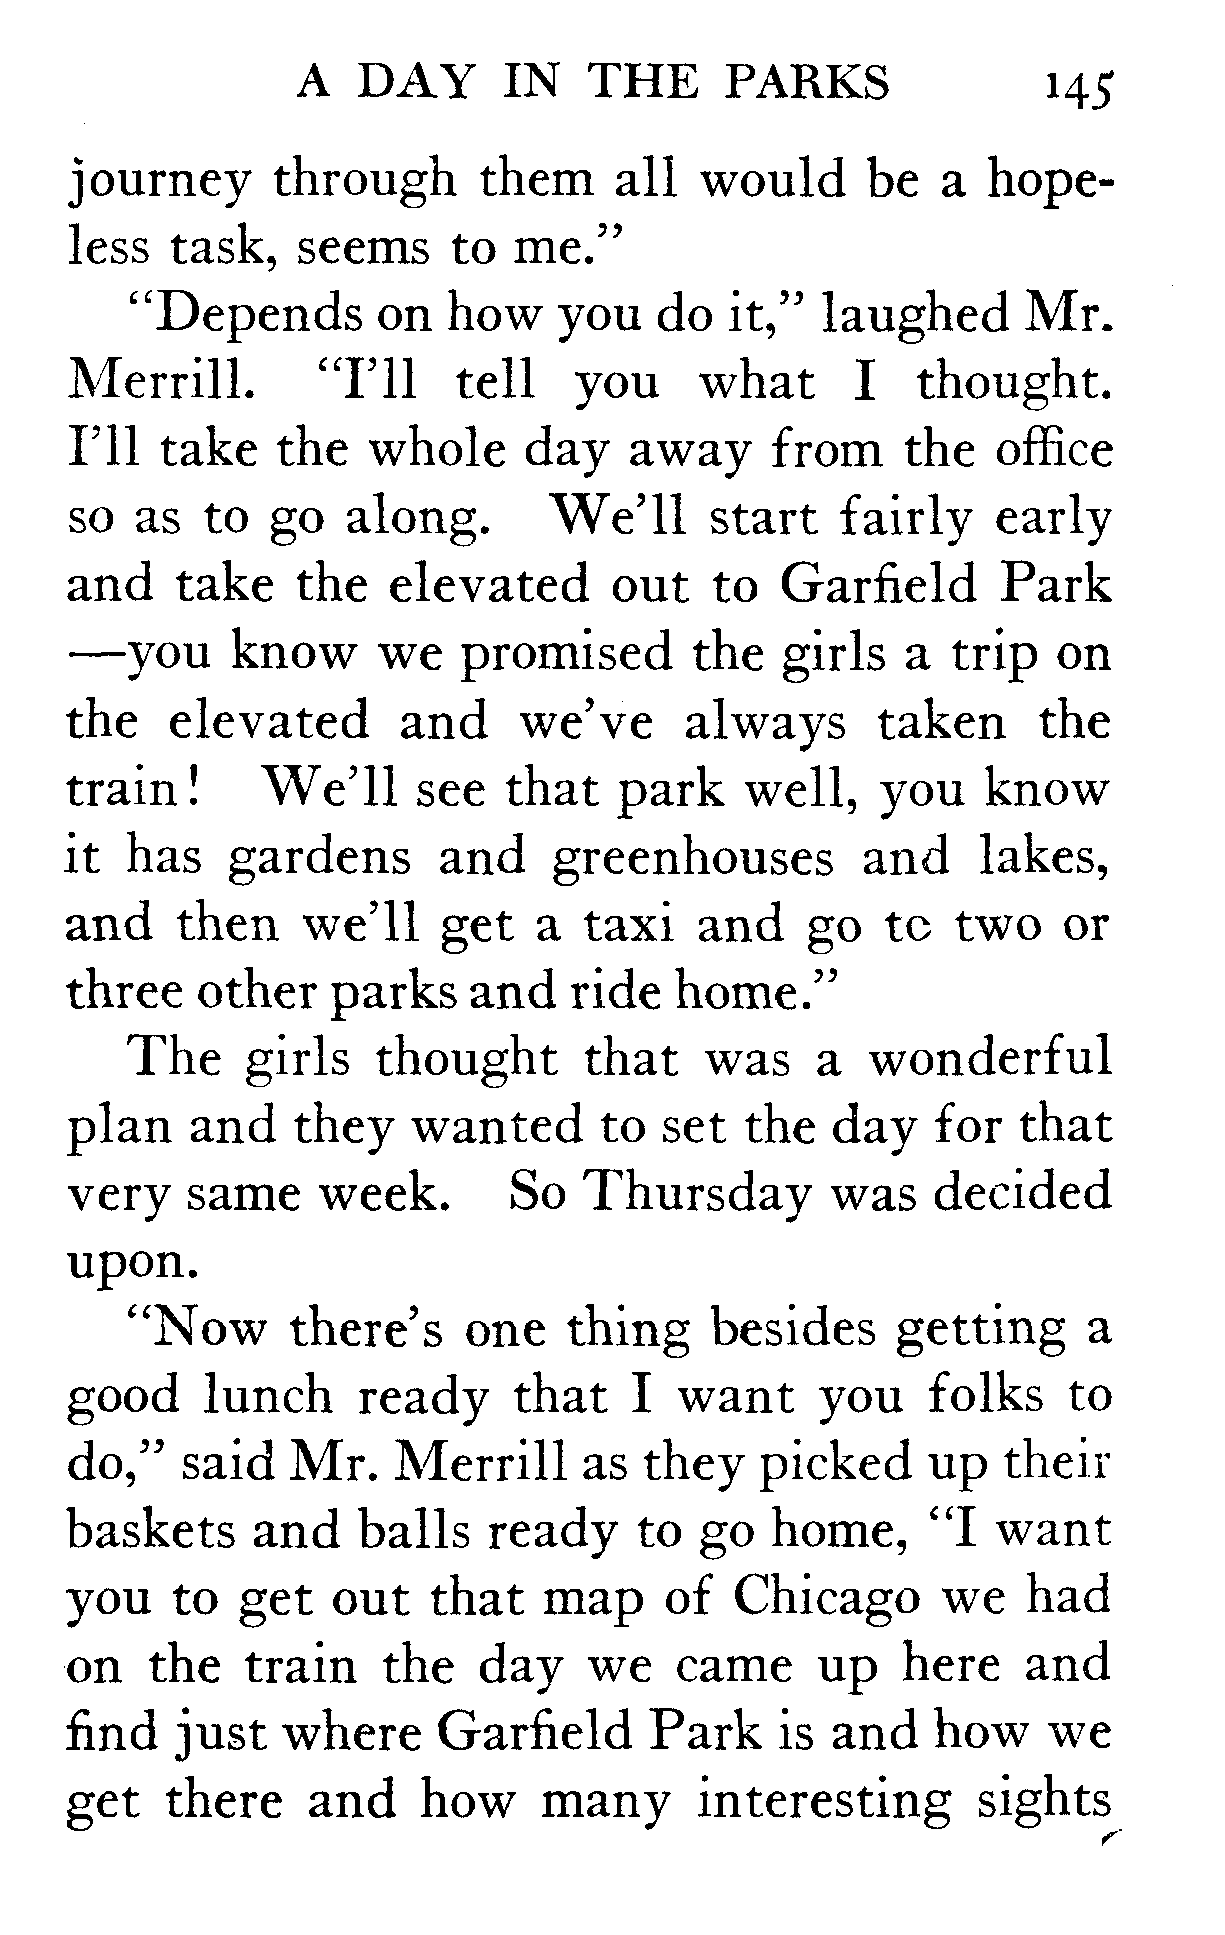 A DAY IN THE PARKS 145
journey through them all would be a hope-
less task, seems to me.”
“Depends on how you do it,” laughed Mr.
Merrill. “I’ll tell you what I thought.
I’ll take the whole day away from the office
so as to go along. We’ll start fairly early
and take the elevated out to Garfield Park
—you know we promised the girls a trip on
the elevated and we’ve always taken the
train! We’ll see that park well, you know
it has gardens and greenhouses and lakes,
and then we’ll get a taxi and go to two or
three other parks and ride home.”
The girls thought that was a wonderful
plan and they wanted to set the day for that
very same week. So Thursday was decided
upon.
“Now there’s one thing besides getting a
good lunch ready that I want you folks to
do,” said Mr. Merrill as they picked up their
baskets and balls ready to go home, “I want
you to get out that map of Chicago we had
on the train the day we came up here and
find just where Garfield Park is and how we
get there and how many interesting sights